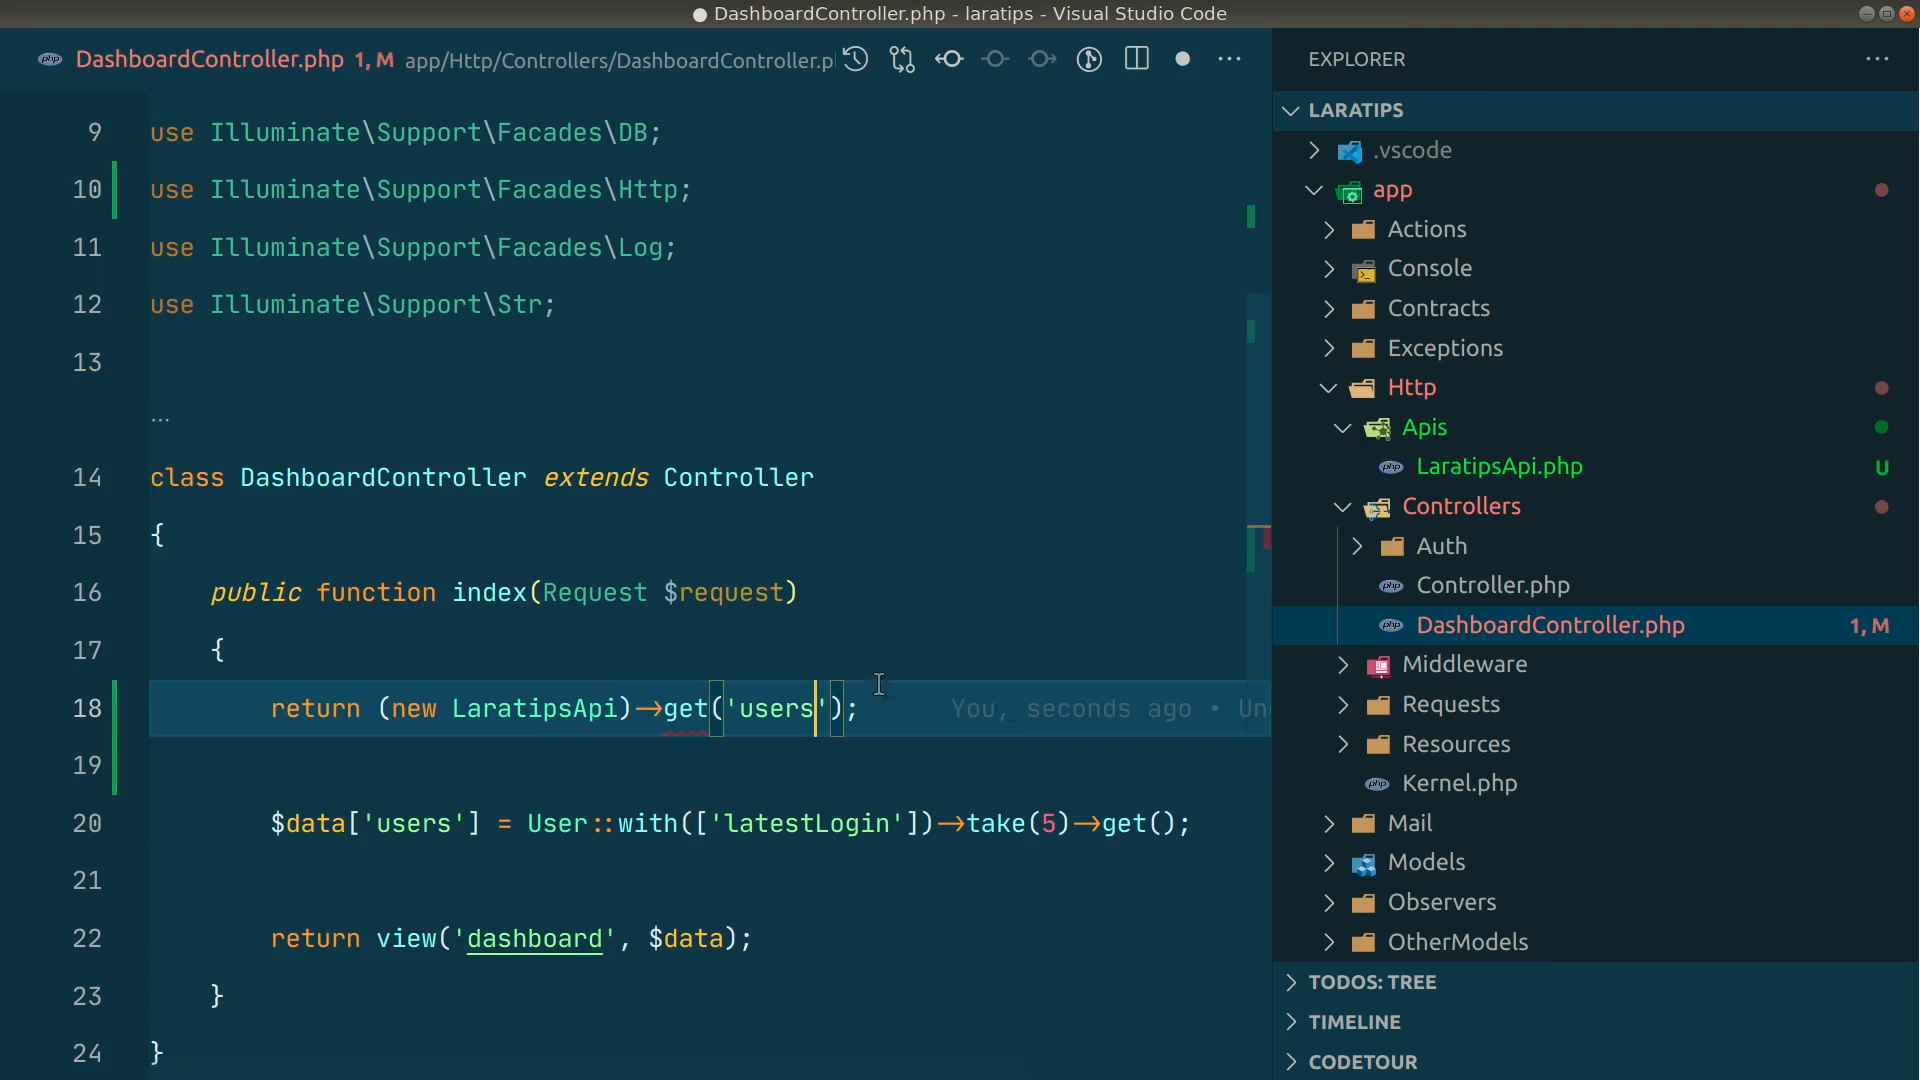 DashboardController.php - laratips - Visual Studio Code
php DashboardController.php 1, M app/Http/Controllers/DashboardController.p
9 use Illuminate\Support\Facades\DB;
10 use Illuminate\Support\Facades\Http;
11 use Illuminate\Support\Facades\Log;
12 use Illuminate\Support\Str;
13
...
14 class DashboardController extends Controller
15 {
16 public function index(Request $request)
17 {
18 return (new LaratipsApi)->get('users'); You, seconds ago • Un
19
20 $data['users'] = User::with(['latestLogin'])->take(5)->get();
21
22 return view('dashboard', $data);
23 }
24 }
EXPLORER
LARATIPS
.vscode
app
Actions
Console
Contracts
Exceptions
Http
Apis
php LaratipsApi.php U
Controllers
Auth
php Controller.php
php DashboardController.php 1, M
Middleware
Requests
Resources
php Kernel.php
Mail
Models
Observers
OtherModels
TODOS: TREE
TIMELINE
CODETOUR